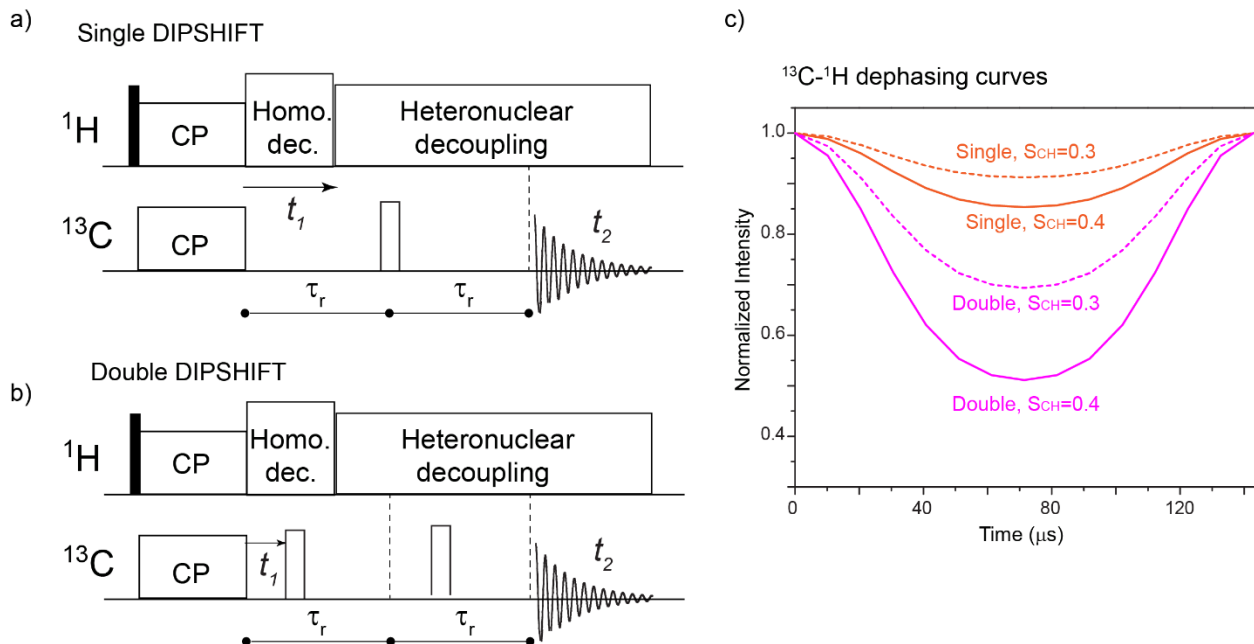 a)
Single DIPSHIFT
¹H
CP
Homo.
dec.
Heteronuclear
decoupling
¹³C
CP
t₁
t₂
τᵣ
τᵣ
b)
Double DIPSHIFT
¹H
CP
Homo.
dec.
Heteronuclear
decoupling
¹³C
CP
t₁
t₂
τᵣ
τᵣ
c)
¹³C-¹H dephasing curves
Normalized Intensity
1.0
0.8
0.6
0.4
Single, SCH=0.3
Single, SCH=0.4
Double, SCH=0.3
Double, SCH=0.4
0
40
80
120
Time (μs)